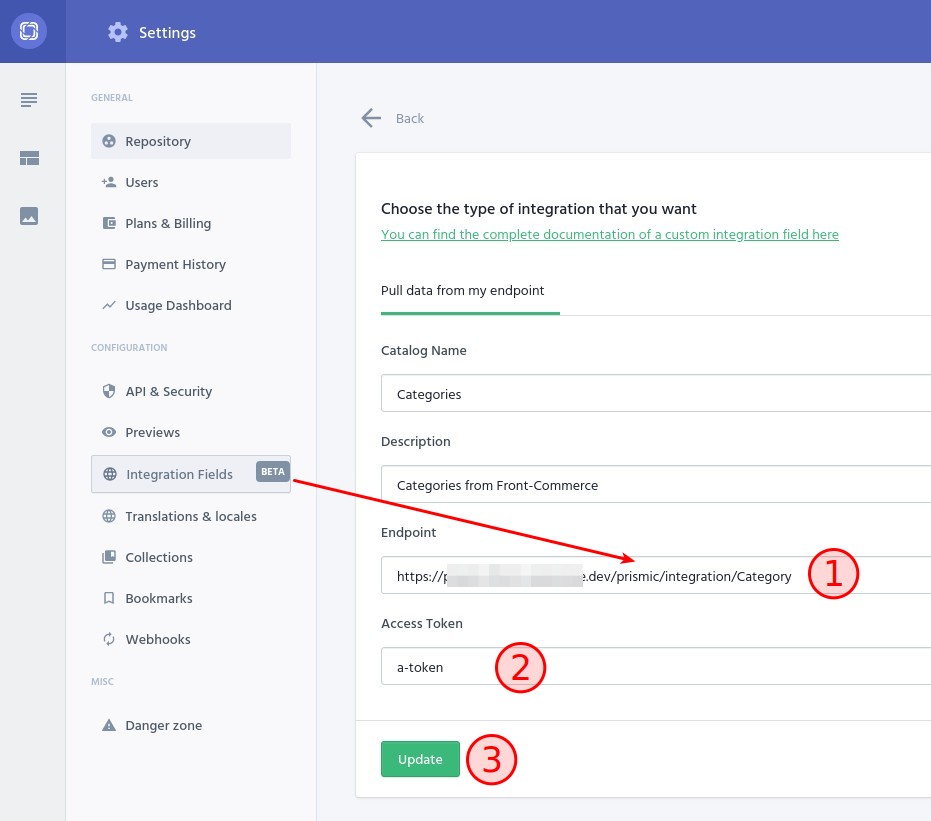 Settings
GENERAL
Repository
Users
Plans & Billing
Payment History
Usage Dashboard
CONFIGURATION
API & Security
Previews
Integration Fields BETA
Translations & locales
Collections
Bookmarks
Webhooks
MISC
Danger zone
Back
Choose the type of integration that you want
You can find the complete documentation of a custom integration field here
Pull data from my endpoint
Catalog Name
Categories
Description
Categories from Front-Commerce
Endpoint
https://p e.dev/prismic/integration/Category 1
Access Token
a-token 2
Update 3